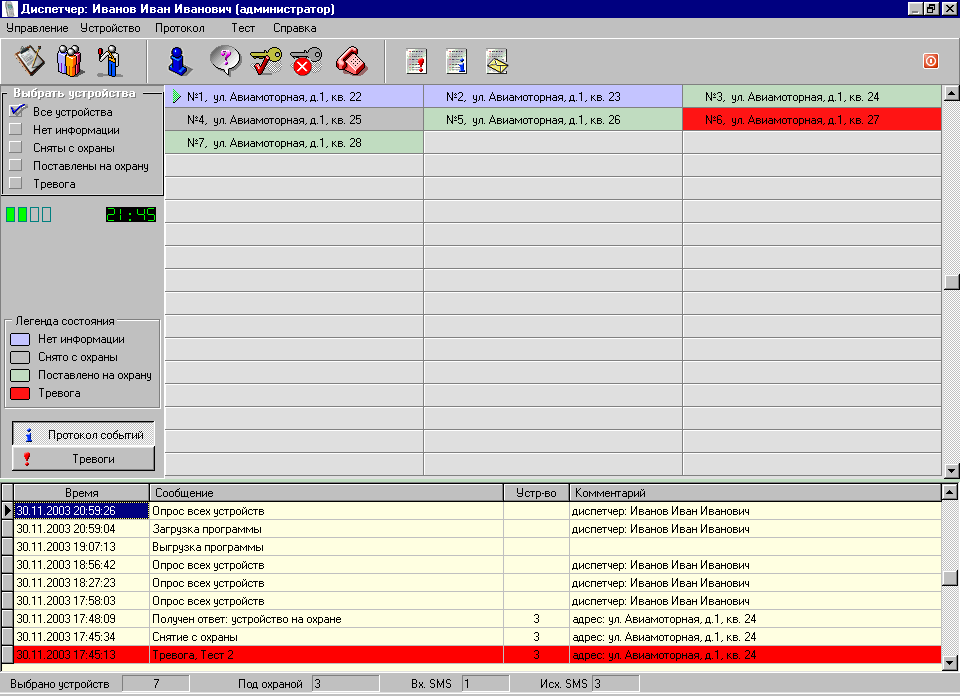 Диспетчер: Иванов Иван Иванович (администратор)
Управление Устройство Протокол Тест Справка
Выбрать устройства
Все устройства
Нет информации
Сняты с охраны
Поставлены на охрану
Тревога
21:45
№1, ул. Авиамоторная, д.1, кв. 22 №2, ул. Авиамоторная, д.1, кв. 23 №3, ул. Авиамоторная, д.1, кв. 24
№4, ул. Авиамоторная, д.1, кв. 25 №5, ул. Авиамоторная, д.1, кв. 26 №6, ул. Авиамоторная, д.1, кв. 27
№7, ул. Авиамоторная, д.1, кв. 28
Легенда состояния
Нет информации
Снято с охраны
Поставлено на охрану
Тревога
Протокол событий
Тревоги
Время Сообщение Устр-во Комментарий
30.11.2003 20:59:26 Опрос всех устройств диспетчер: Иванов Иван Иванович
30.11.2003 20:59:04 Загрузка программы диспетчер: Иванов Иван Иванович
30.11.2003 19:07:13 Выгрузка программы
30.11.2003 18:56:42 Опрос всех устройств диспетчер: Иванов Иван Иванович
30.11.2003 18:27:23 Опрос всех устройств диспетчер: Иванов Иван Иванович
30.11.2003 17:58:03 Опрос всех устройств диспетчер: Иванов Иван Иванович
30.11.2003 17:48:09 Получен ответ: устройство на охране 3 адрес: ул. Авиамоторная, д.1, кв. 24
30.11.2003 17:45:34 Снятие с охраны 3 адрес: ул. Авиамоторная, д.1, кв. 24
30.11.2003 17:45:13 Тревога. Тест 2 3 адрес: ул. Авиамоторная, д.1, кв. 24
Выбрано устройств 7 Под охраной 3 Вх. SMS 1 Исх. SMS 3